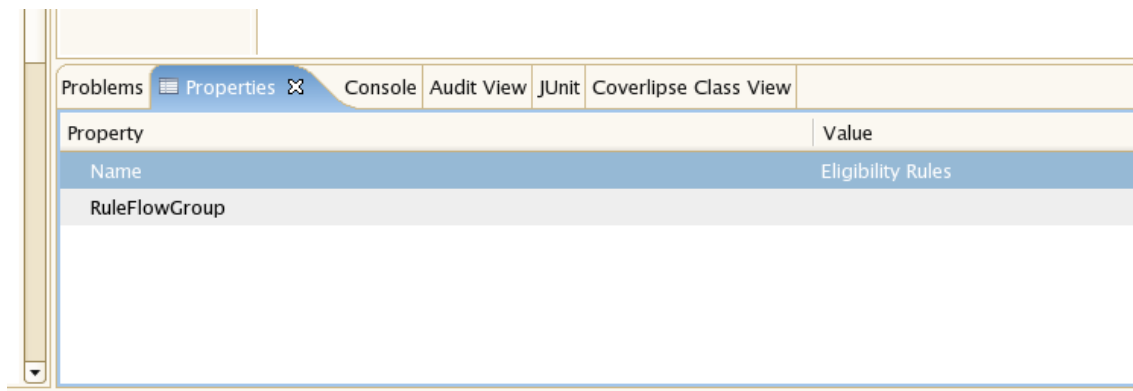 Problems Properties Console Audit View JUnit Coverlipse Class View
Property Value
Name Eligibility Rules
RuleFlowGroup